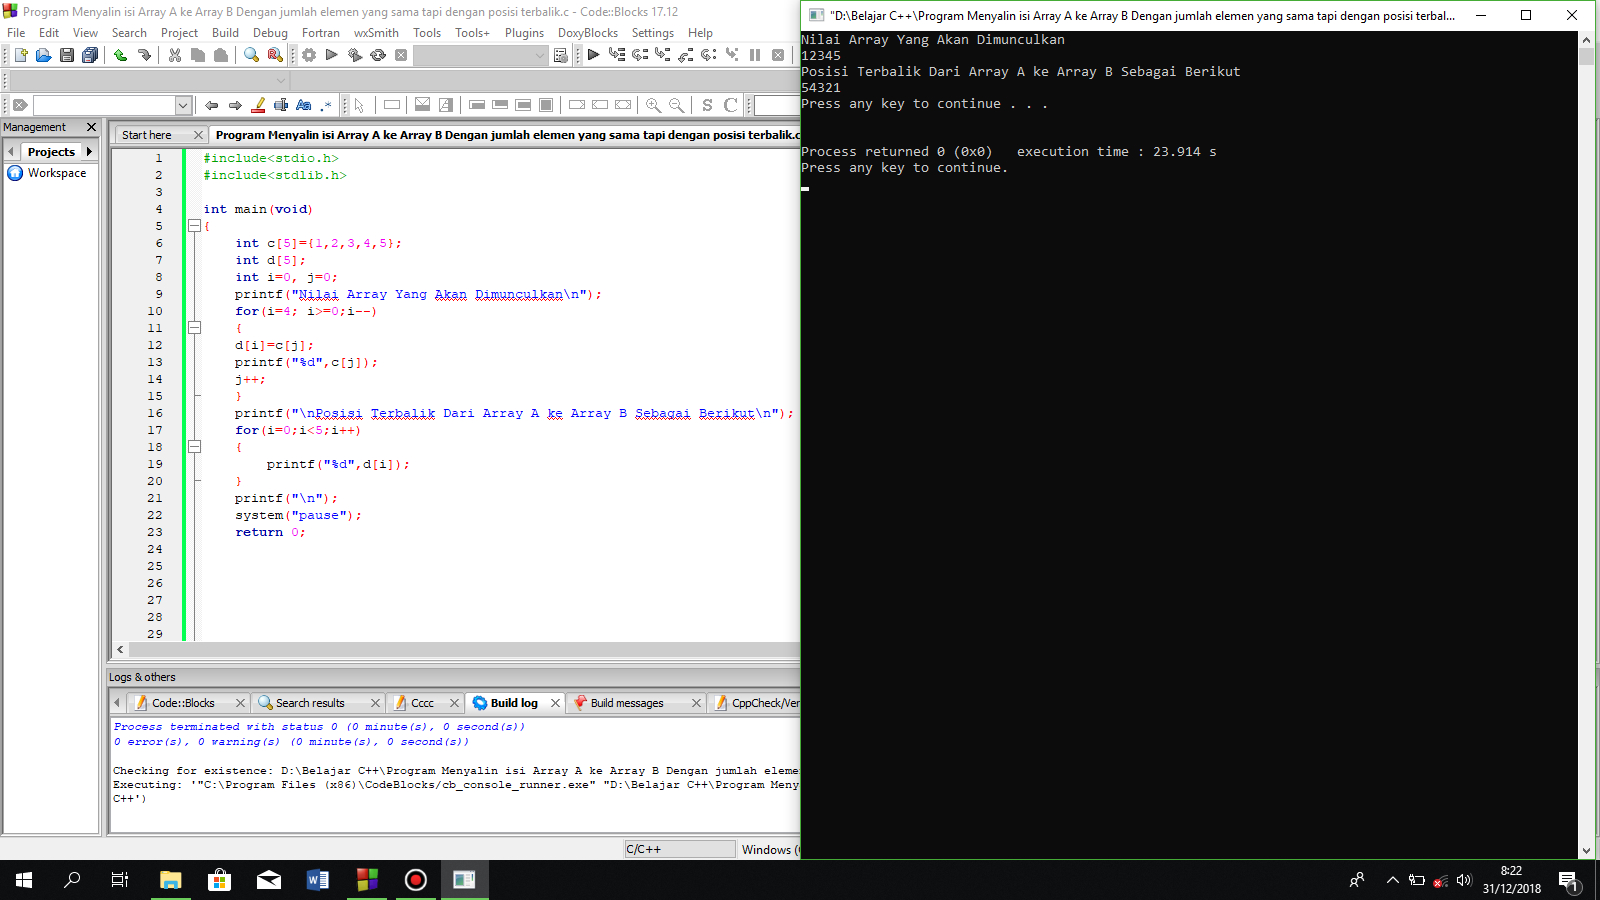 Program Menyalin isi Array A ke Array B Dengan jumlah elemen yang sama tapi dengan posisi terbalik.c - Code::Blocks 17.12
File Edit View Search Project Build Debug Fortran wxSmith Tools Tools+ Plugins DoxyBlocks Settings Help
Management
Projects
Workspace
Start here
Program Menyalin isi Array A ke Array B Dengan jumlah elemen yang sama tapi dengan posisi terbalik.c
1 #include<stdio.h>
2 #include<stdlib.h>
3
4 int main(void)
5 {
6 int c[5]={1,2,3,4,5};
7 int d[5];
8 int i=0, j=0;
9 printf("Nilai Array Yang Akan Dimunculkan\n");
10 for(i=4; i>=0;i--)
11 {
12 d[i]=c[j];
13 printf("%d",c[j]);
14 j++;
15 }
16 printf("\nPosisi Terbalik Dari Array A ke Array B Sebagai Berikut\n");
17 for(i=0;i<5;i++)
18 {
19 printf("%d",d[i]);
20 }
21 printf("\n");
22 system("pause");
23 return 0;
24
25
26
27
28
29
Logs & others
Code::Blocks
Search results
Cccc
Build log
Build messages
CppCheck/Ver
Process terminated with status 0 (0 minute(s), 0 second(s))
0 error(s), 0 warning(s) (0 minute(s), 0 second(s))
Checking for existence: D:\Belajar C++\Program Menyalin isi Array A ke Array B Dengan jumlah eleme
Executing: '"C:\Program Files (x86)\CodeBlocks/cb_console_runner.exe" "D:\Belajar C++\Program Meny
C++')
C/C++
Windows (
"D:\Belajar C++\Program Menyalin isi Array A ke Array B Dengan jumlah elemen yang sama tapi dengan posisi terbal...
Nilai Array Yang Akan Dimunculkan
12345
Posisi Terbalik Dari Array A ke Array B Sebagai Berikut
54321
Press any key to continue . . .
Process returned 0 (0x0)   execution time : 23.914 s
Press any key to continue.
8:22
31/12/2018
1